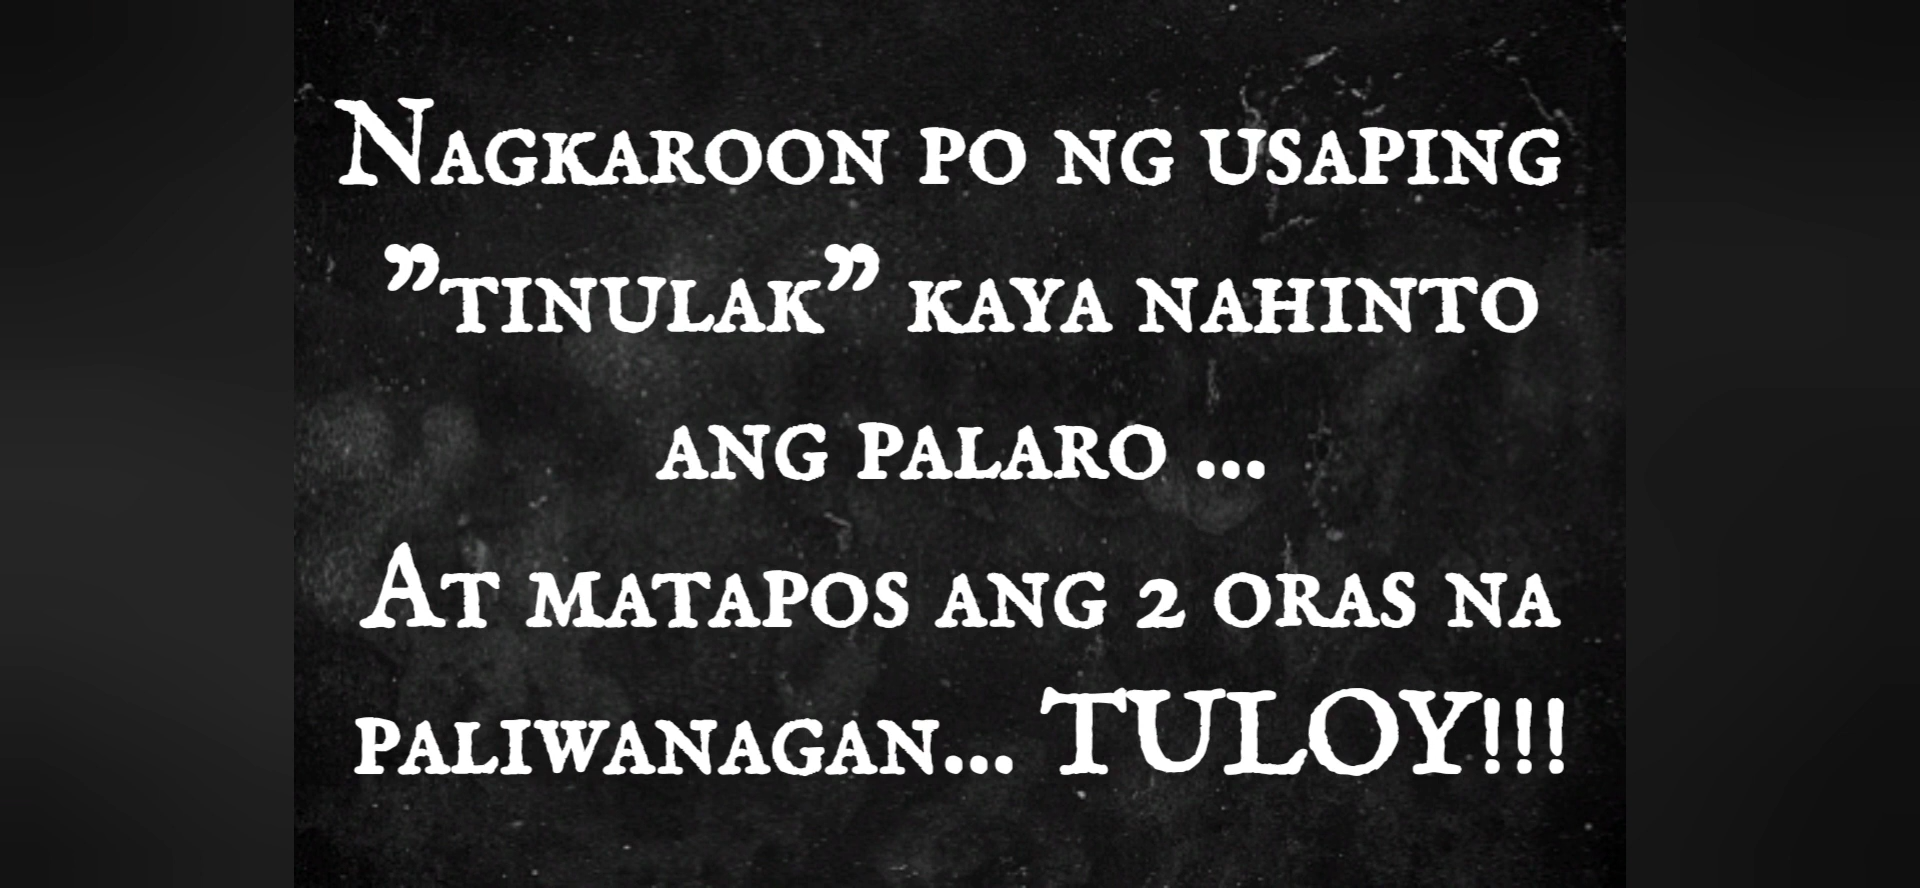 Nagkaroon po ng usaping
”tinulak” kaya nahinto
ang palaro ...
At matapos ang 2 oras na
paliwanagan... TULOY!!!